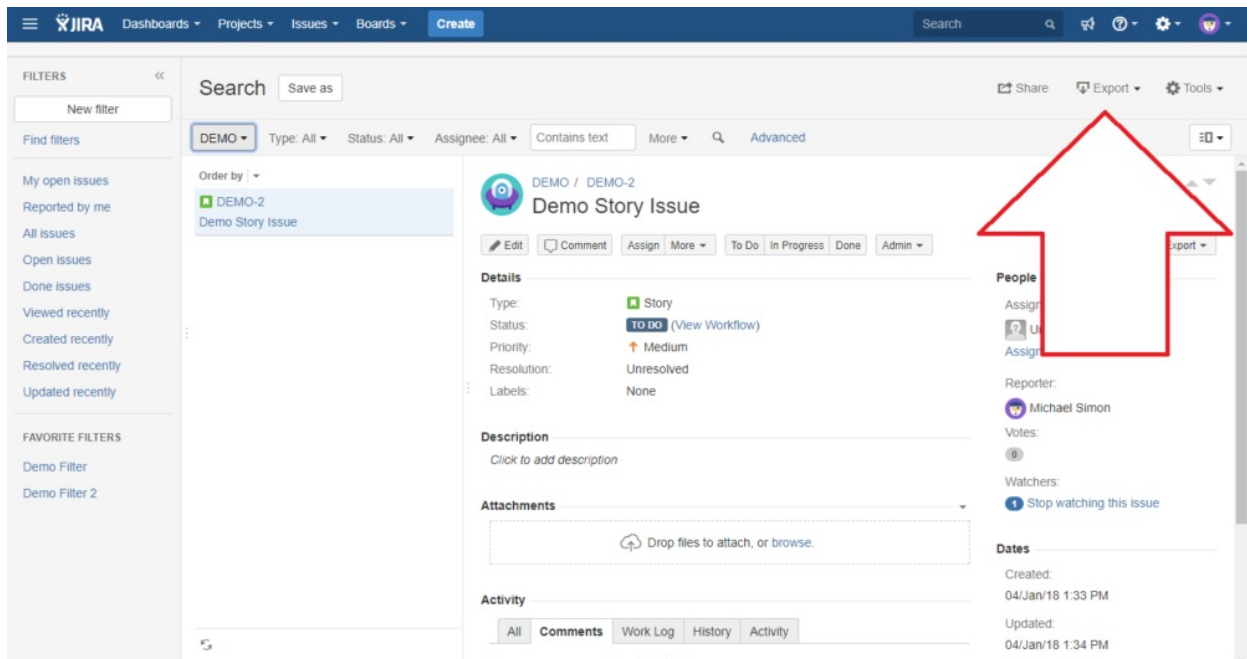 JIRA Dashboards Projects Issues Boards Create Search
FILTERS
New filter
Find filters
My open issues
Reported by me
All issues
Open issues
Done issues
Viewed recently
Created recently
Resolved recently
Updated recently
FAVORITE FILTERS
Demo Filter
Demo Filter 2
Search Save as Share Export Tools
DEMO Type: All Status: All Assignee: All Contains text More Advanced
Order by
DEMO-2
Demo Story Issue
DEMO / DEMO-2
Demo Story Issue
Edit Comment Assign More To Do In Progress Done Admin
Details
Type: Story
Status: TO DO (View Workflow)
Priority: Medium
Resolution: Unresolved
Labels: None
Description
Click to add description
Attachments
Drop files to attach, or browse.
Activity
All Comments Work Log History Activity
People
Reporter:
Michael Simon
Votes:
0
Watchers:
1 Stop watching this issue
Dates
Created:
04/Jan/18 1:33 PM
Updated:
04/Jan/18 1:34 PM